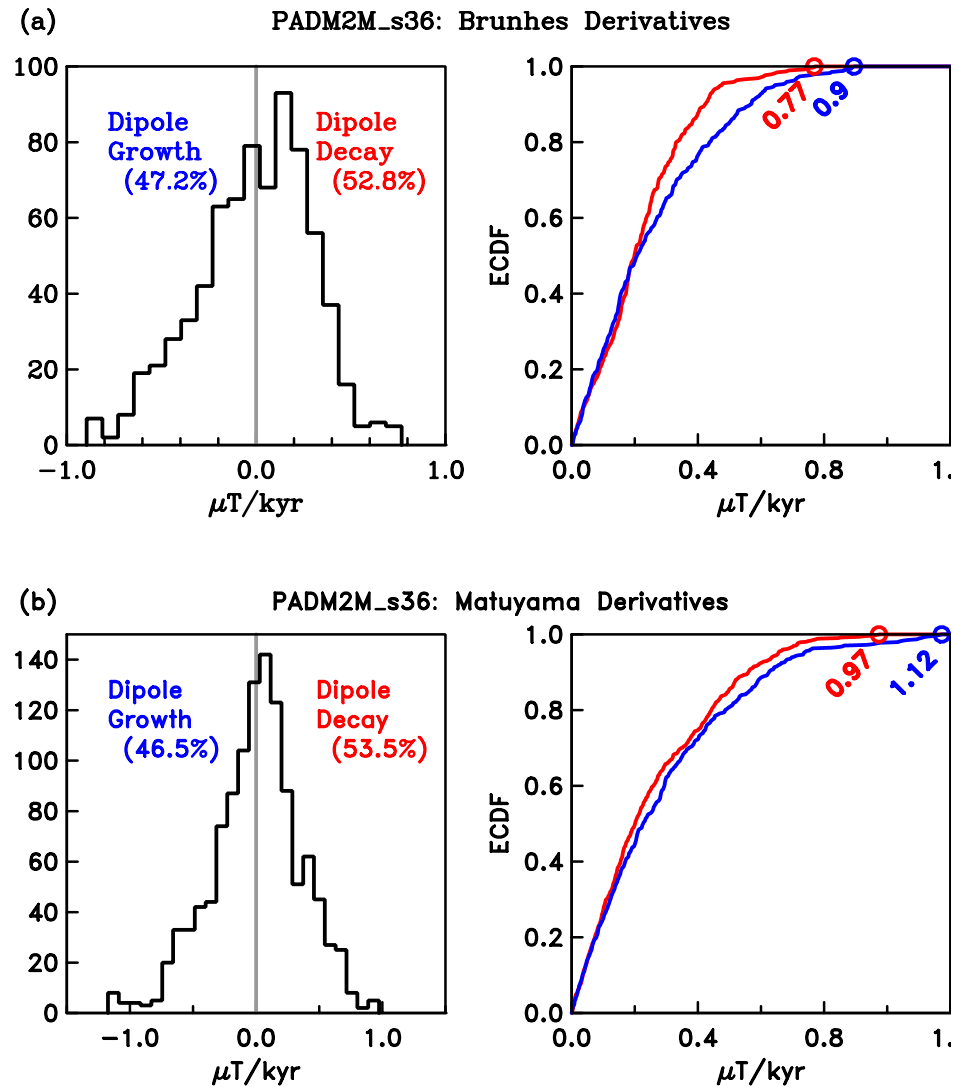 (a) PADM2M_s36: Brunhes Derivatives
100
80
60
40
20
0
Dipole
Growth
(47.2%)
Dipole
Decay
(52.8%)
−1.0 0.0 1.0
μT/kyr
1.0
0.8
0.6
0.4
0.2
0.0
ECDF
0.77
0.9
0.0 0.4 0.8 1.
μT/kyr
(b) PADM2M_s36: Matuyama Derivatives
140
120
100
80
60
40
20
0
Dipole
Growth
(46.5%)
Dipole
Decay
(53.5%)
−1.0 0.0 1.0
μT/kyr
1.0
0.8
0.6
0.4
0.2
0.0
ECDF
0.97
1.12
0.0 0.4 0.8 1.
μT/kyr